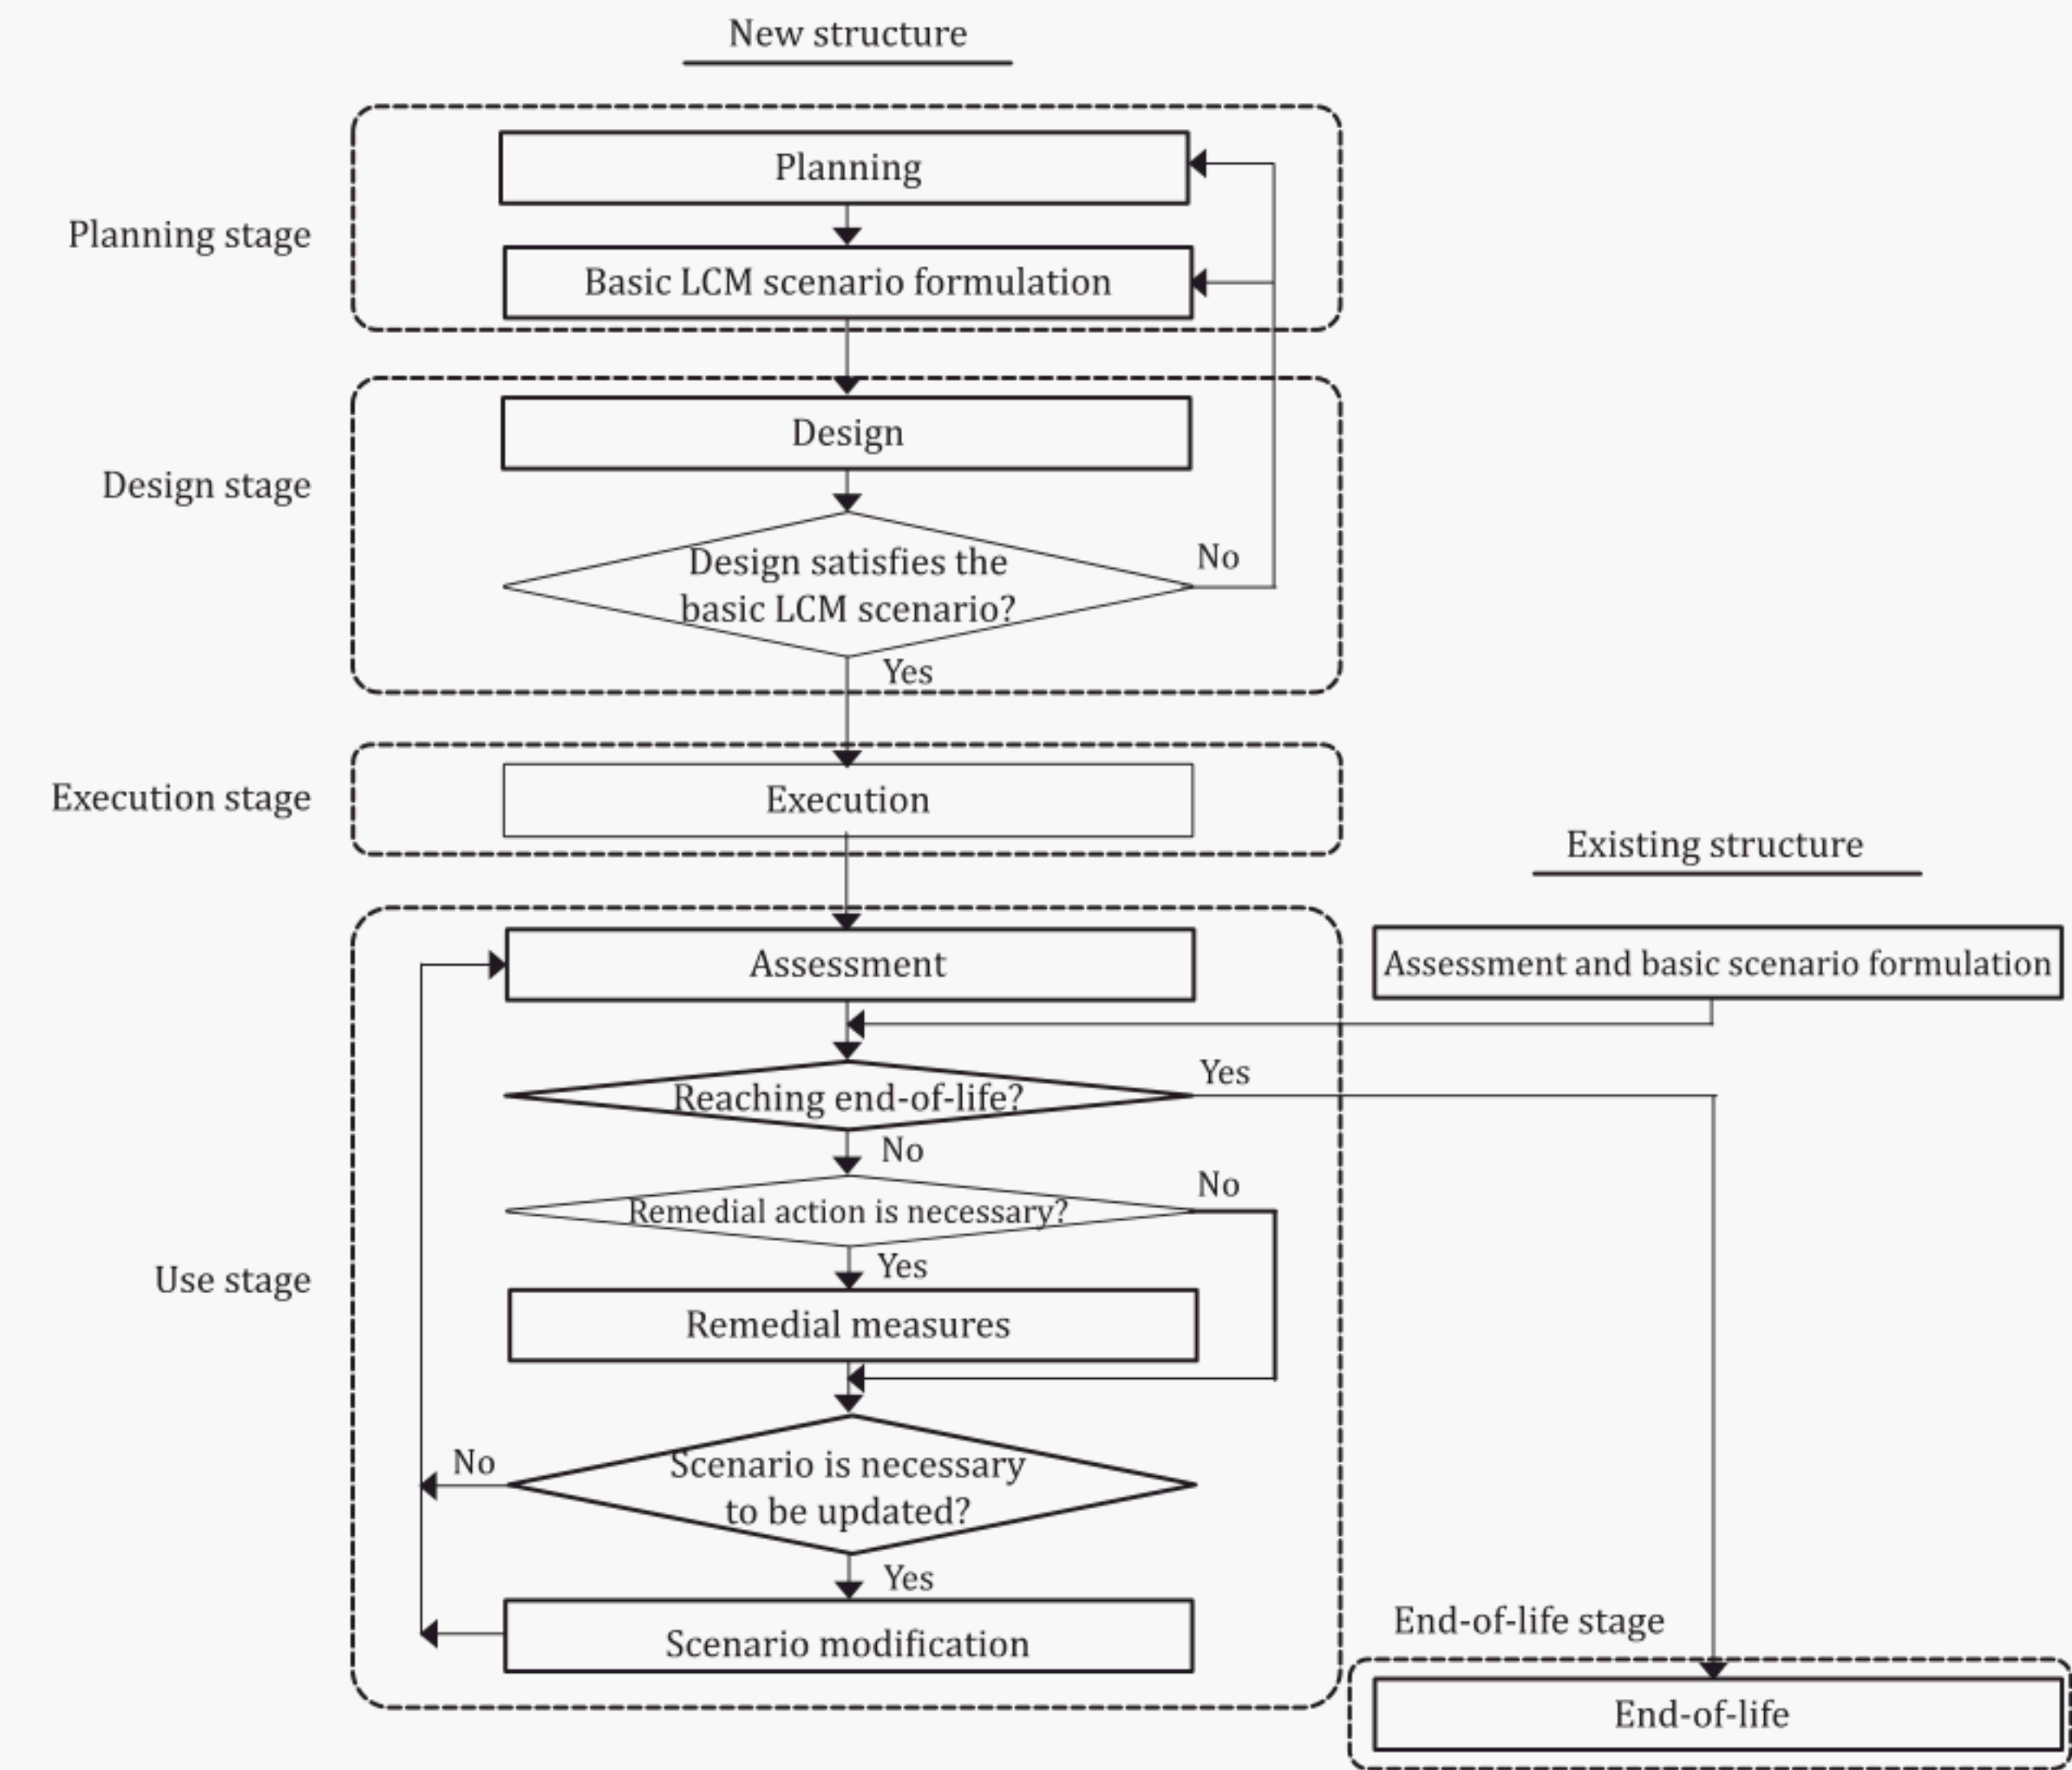 New structure
Planning
Planning stage
Basic LCM scenario formulation
Design
Design stage
Design satisfies the
basic LCM scenario?
No
Yes
Execution stage
Execution
Existing structure
Assessment
Assessment and basic scenario formulation
Reaching end-of-life?
Yes
No
Remedial action is necessary?
No
Yes
Use stage
Remedial measures
No
Scenario is necessary
to be updated?
Yes
Scenario modification
End-of-life stage
End-of-life